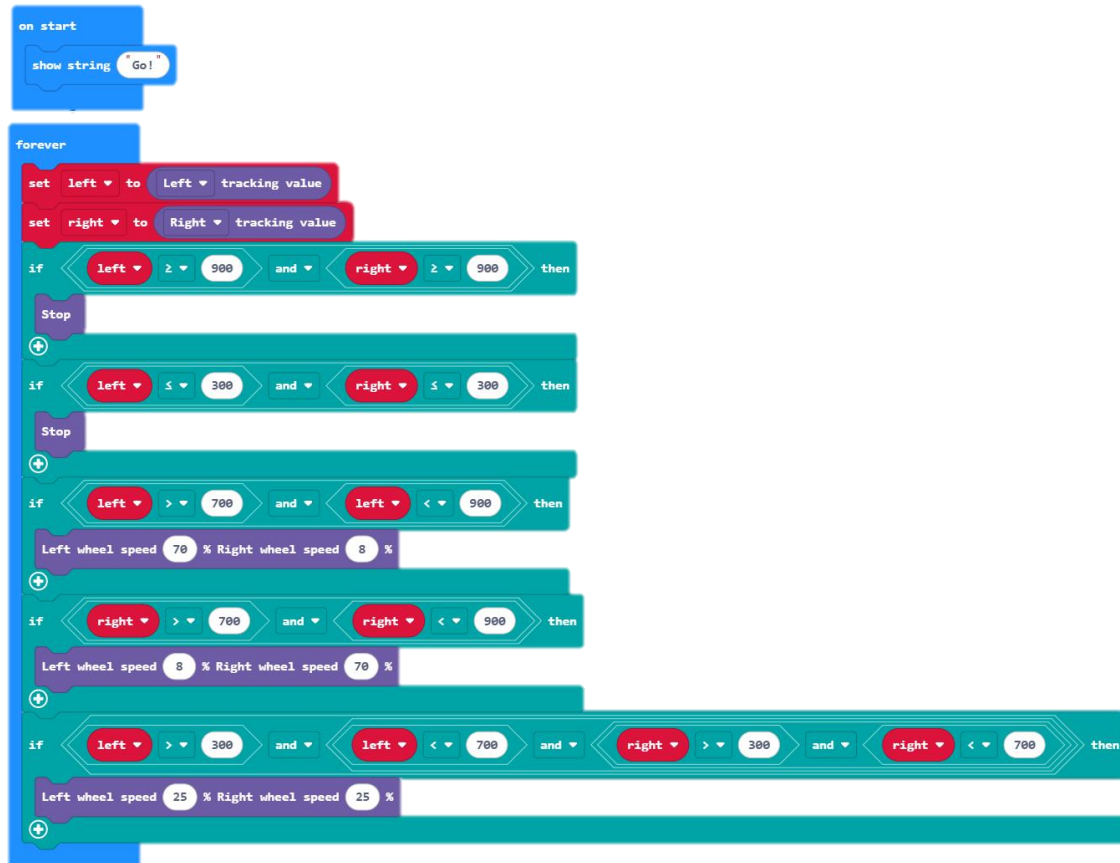 on start
show string "Go!"
forever
set left to Left tracking value
set right to Right tracking value
if left ≥ 900 and right ≥ 900 then
Stop
if left ≤ 300 and right ≤ 300 then
Stop
if left > 700 and left < 900 then
Left wheel speed 70 % Right wheel speed 8 %
if right > 700 and right < 900 then
Left wheel speed 8 % Right wheel speed 70 %
if left > 300 and left < 700 and right > 300 and right < 700 then
Left wheel speed 25 % Right wheel speed 25 %